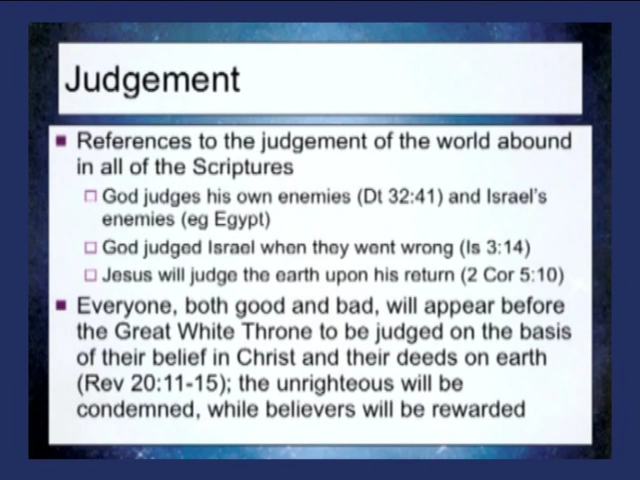 Judgement
References to the judgement of the world abound
in all of the Scriptures
God judges his own enemies (Dt 32:41) and Israel's
enemies (eg Egypt)
God judged Israel when they went wrong (Is 3:14)
Jesus will judge the earth upon his return (2 Cor 5:10)
Everyone, both good and bad, will appear before
the Great White Throne to be judged on the basis
of their belief in Christ and their deeds on earth
(Rev 20:11-15); the unrighteous will be
condemned, while believers will be rewarded